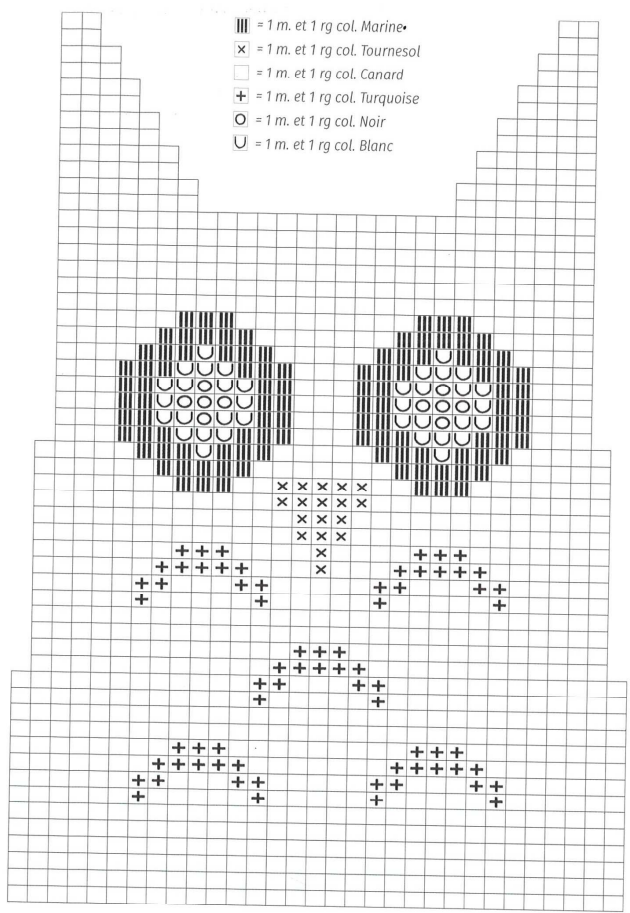 = 1 m. et 1 rg col. Marine
= 1 m. et 1 rg col. Tournesol
= 1 m. et 1 rg col. Canard
= 1 m. et 1 rg col. Turquoise
= 1 m. et 1 rg col. Noir
= 1 m. et 1 rg col. Blanc